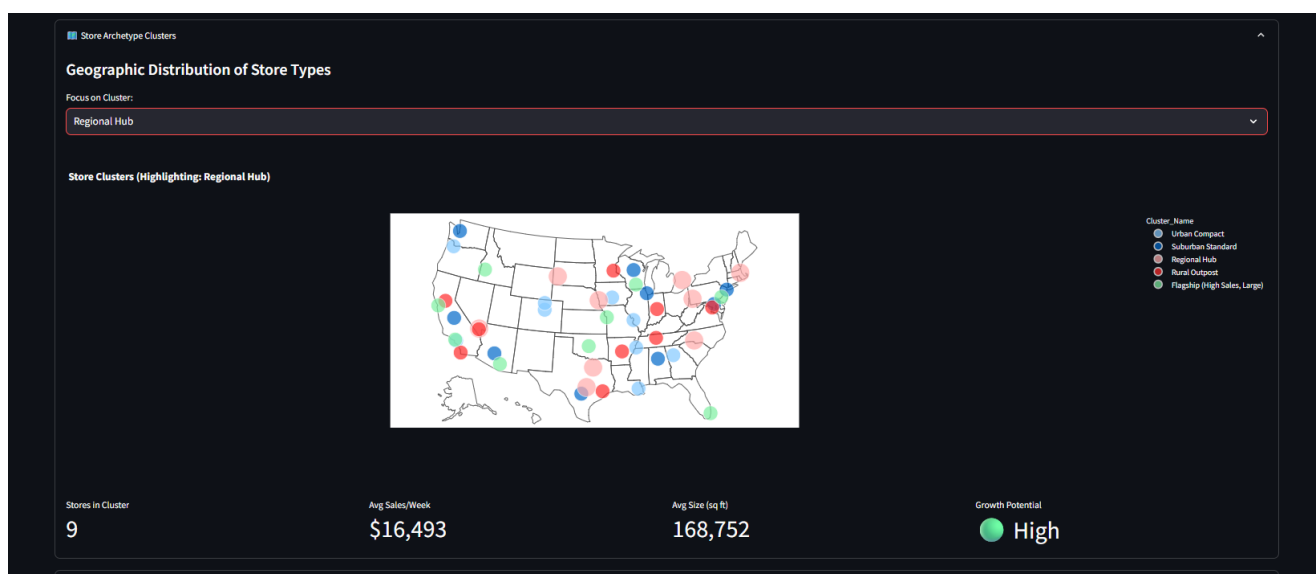 Store Archetype Clusters
Geographic Distribution of Store Types
Focus on Cluster:
Regional Hub
Store Clusters (Highlighting: Regional Hub)
Cluster_Name
Urban Compact
Suburban Standard
Regional Hub
Rural Outpost
Flagship (High Sales, Large)
Stores in Cluster
9
Avg Sales/Week
$16,493
Avg Size (sq ft)
168,752
Growth Potential
High